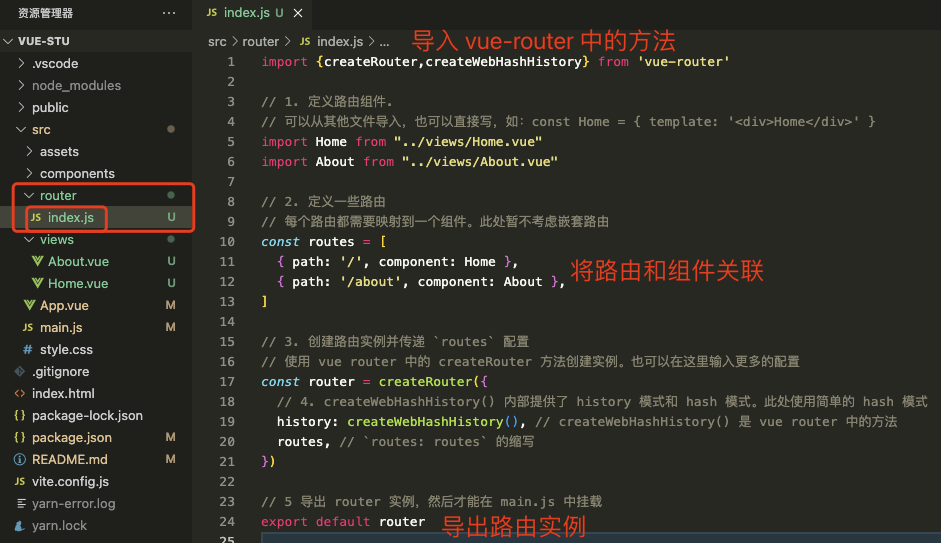 资源管理器 ...
VUE-STU
.vscode
node_modules
public
src
assets
components
router
JS index.js U
views
About.vue U
Home.vue U
App.vue M
JS main.js M
# style.css
.gitignore
<> index.html
{} package-lock.json
{} package.json M
README.md M
JS vite.config.js
yarn-error.log
yarn.lock
JS index.js U ×
src > router > JS index.js > ...
导入 vue-router 中的方法
1 import {createRouter,createWebHashHistory} from 'vue-router'
2
3 // 1. 定义路由组件.
4 // 可以从其他文件导入，也可以直接写，如：const Home = { template: '<div>Home</div>' }
5 import Home from "../views/Home.vue"
6 import About from "../views/About.vue"
7
8 // 2. 定义一些路由
9 // 每个路由都需要映射到一个组件。此处暂不考虑嵌套路由
10 const routes = [
11 { path: '/', component: Home },
12 { path: '/about', component: About },
将路由和组件关联
13 ]
14
15 // 3. 创建路由实例并传递 `routes` 配置
16 // 使用 vue router 中的 createRouter 方法创建实例。也可以在这里输入更多的配置
17 const router = createRouter({
18 // 4. createWebHashHistory() 内部提供了 history 模式和 hash 模式。此处使用简单的 hash 模式
19 history: createWebHashHistory(), // createWebHashHistory() 是 vue router 中的方法
20 routes, // `routes: routes` 的缩写
21 })
22
23 // 5 导出 router 实例，然后才能在 main.js 中挂载
24 export default router
导出路由实例
25